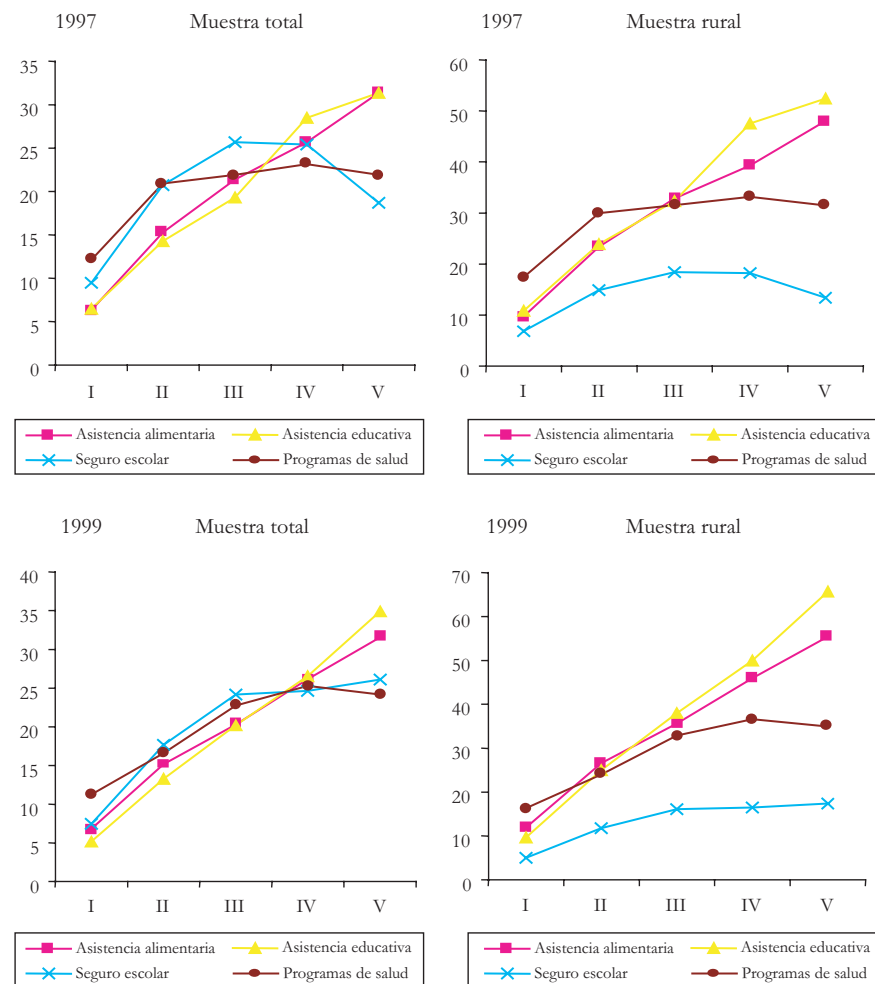 1997 Muestra total
35
30
25
20
15
10
5
0
I II III IV V
Asistencia alimentaria Asistencia educativa
Seguro escolar Programas de salud
1997 Muestra rural
60
50
40
30
20
10
0
I II III IV V
Asistencia alimentaria Asistencia educativa
Seguro escolar Programas de salud
1999 Muestra total
40
35
30
25
20
15
10
5
0
I II III IV V
Asistencia alimentaria Asistencia educativa
Seguro escolar Programas de salud
1999 Muestra rural
70
60
50
40
30
20
10
0
I II III IV V
Asistencia alimentaria Asistencia educativa
Seguro escolar Programas de salud